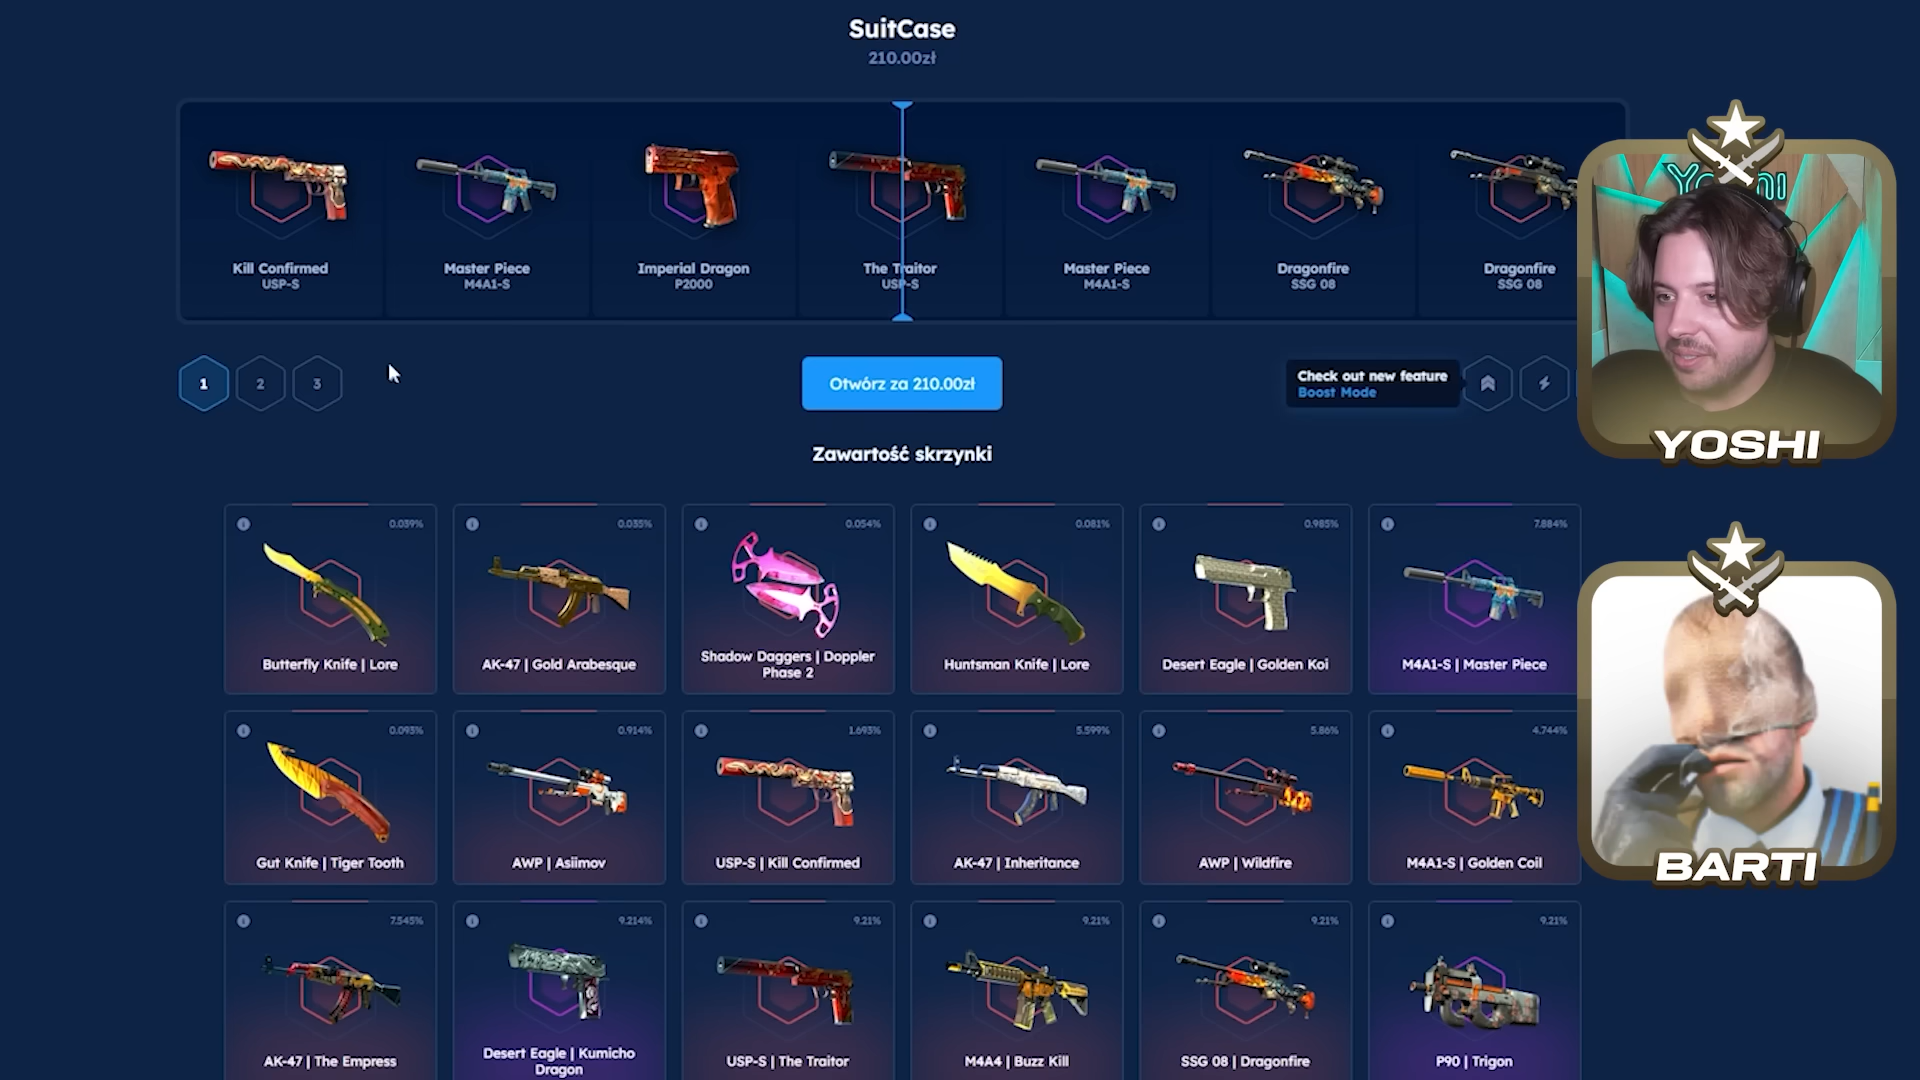 SuitCase
210.00zł
Kill Confirmed
USP-S
Master Piece
M4A1-S
Imperial Dragon
P2000
The Traitor
USP-S
Master Piece
M4A1-S
Dragonfire
SSG 08
Dragonfire
SSG 08
1
2
3
Otwórz za 210.00zł
Check out new feature
Boost Mode
YOSHI
Zawartość skrzynki
0.039%
Butterfly Knife | Lore
0.035%
AK-47 | Gold Arabesque
0.054%
Shadow Daggers | Doppler
Phase 2
0.081%
Huntsman Knife | Lore
0.985%
Desert Eagle | Golden Koi
7.884%
M4A1-S | Master Piece
0.093%
Gut Knife | Tiger Tooth
0.914%
AWP | Asiimov
1.693%
USP-S | Kill Confirmed
5.599%
AK-47 | Inheritance
5.86%
AWP | Wildfire
4.744%
M4A1-S | Golden Coil
BARTI
7.545%
AK-47 | The Empress
9.214%
Desert Eagle | Kumicho
Dragon
9.21%
USP-S | The Traitor
9.21%
M4A4 | Buzz Kill
9.21%
SSG 08 | Dragonfire
9.21%
P90 | Trigon